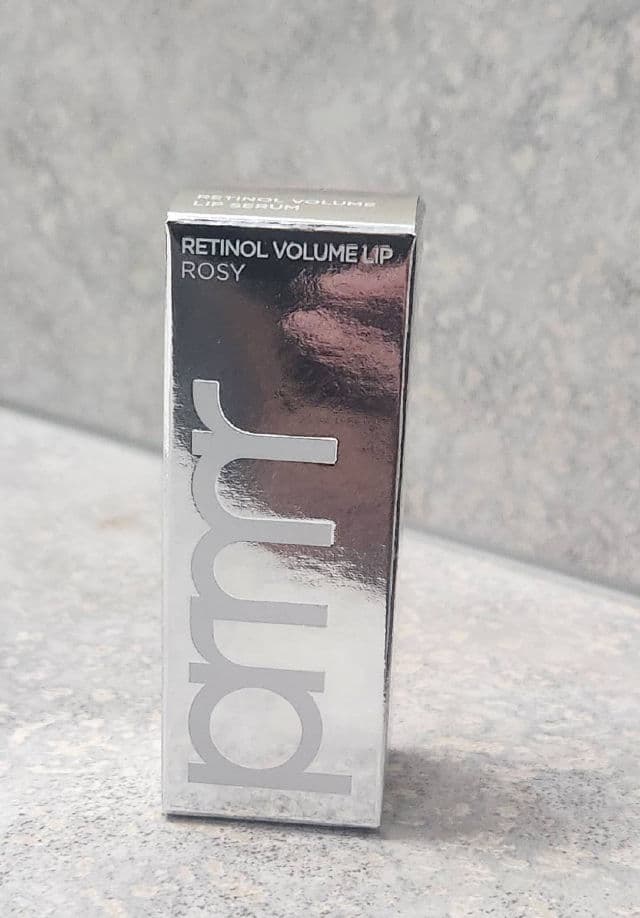 RETINOL VOLUME
LIP SERUM
RETINOL VOLUME LIP
ROSY
pmr